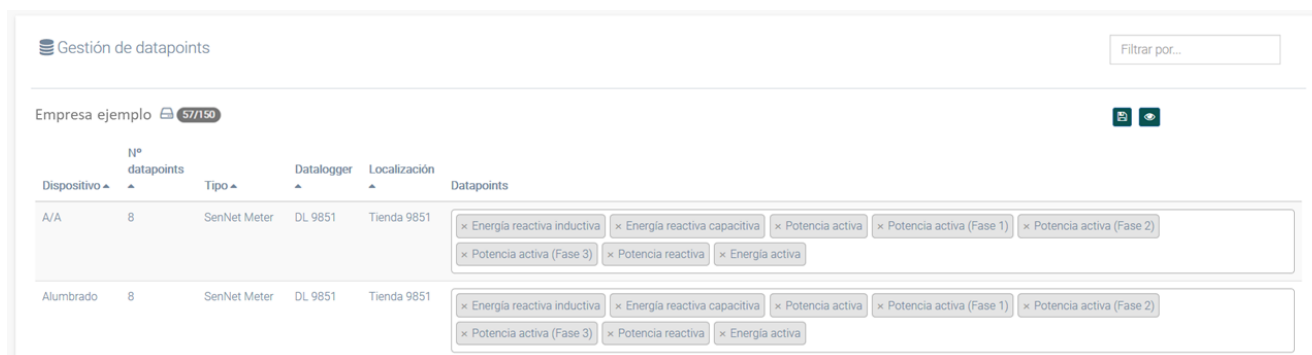 Gestión de datapoints
Filtrar por...
Empresa ejemplo 57/150
Dispositivo Nº datapoints Tipo Datalogger Localización Datapoints
A/A 8 SenNet Meter DL 9851 Tienda 9851 × Energía reactiva inductiva × Energía reactiva capacitiva × Potencia activa × Potencia activa (Fase 1) × Potencia activa (Fase 2)
× Potencia activa (Fase 3) × Potencia reactiva × Energía activa
Alumbrado 8 SenNet Meter DL 9851 Tienda 9851 × Energía reactiva inductiva × Energía reactiva capacitiva × Potencia activa × Potencia activa (Fase 1) × Potencia activa (Fase 2)
× Potencia activa (Fase 3) × Potencia reactiva × Energía activa